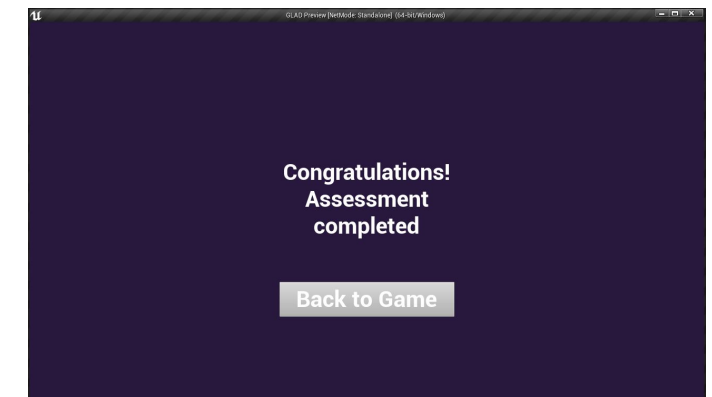 GLAD Preview [NetMode: Standalone] (64-bit/Windows)
Congratulations!
Assessment
completed
Back to Game